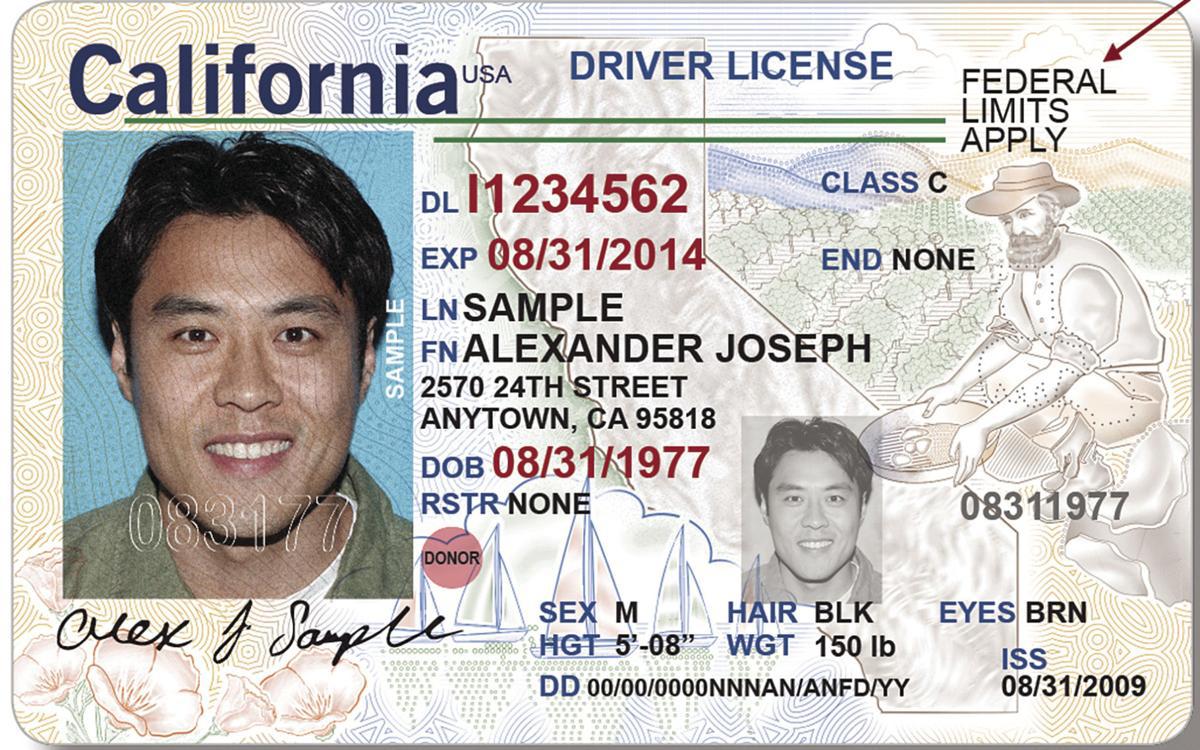 California USA DRIVER LICENSE
FEDERAL
LIMITS
APPLY
DL I1234562
CLASS C
EXP 08/31/2014
END NONE
LN SAMPLE
FN ALEXANDER JOSEPH
2570 24TH STREET
ANYTOWN, CA 95818
DOB 08/31/1977
RSTR NONE
08311977
DONOR
SAMPLE
083177
Alex J Sample
SEX M HAIR BLK EYES BRN
HGT 5'-08" WGT 150 lb
ISS
08/31/2009
DD 00/00/0000NNNAN/ANFD/YY